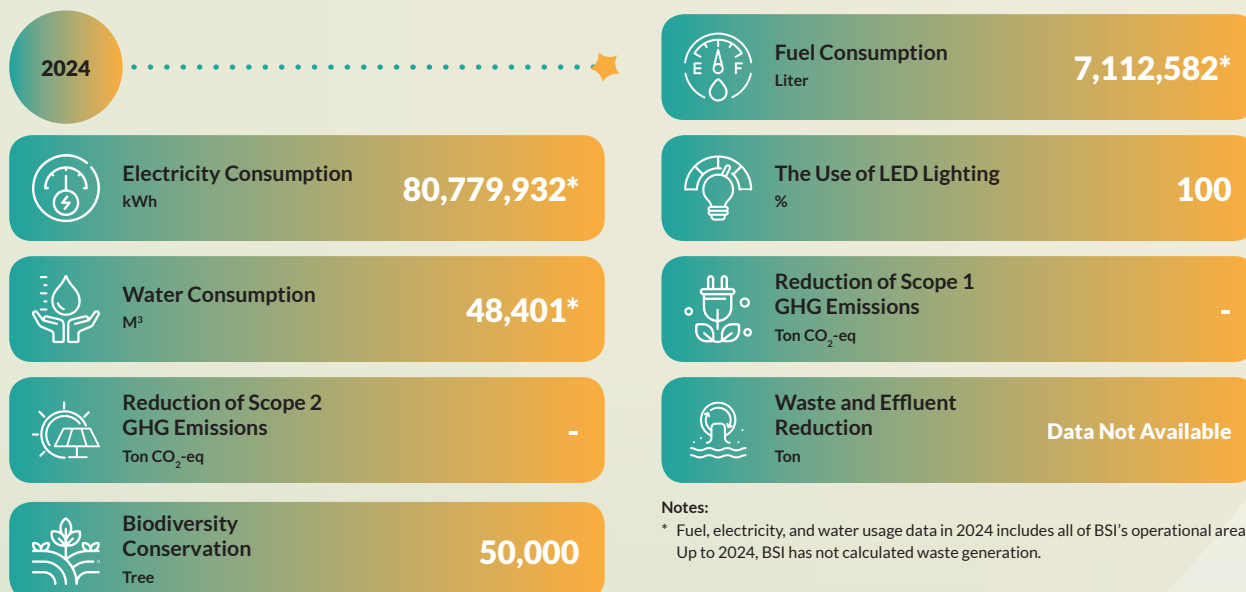 2024
Fuel Consumption
Liter
7,112,582*
Electricity Consumption
kWh
80,779,932*
The Use of LED Lighting
%
100
Water Consumption
M³
48,401*
Reduction of Scope 1
GHG Emissions
Ton CO₂-eq
-
Reduction of Scope 2
GHG Emissions
Ton CO₂-eq
-
Waste and Effluent
Reduction
Ton
Data Not Available
Biodiversity
Conservation
Tree
50,000
Notes:
* Fuel, electricity, and water usage data in 2024 includes all of BSI’s operational area
Up to 2024, BSI has not calculated waste generation.
E F